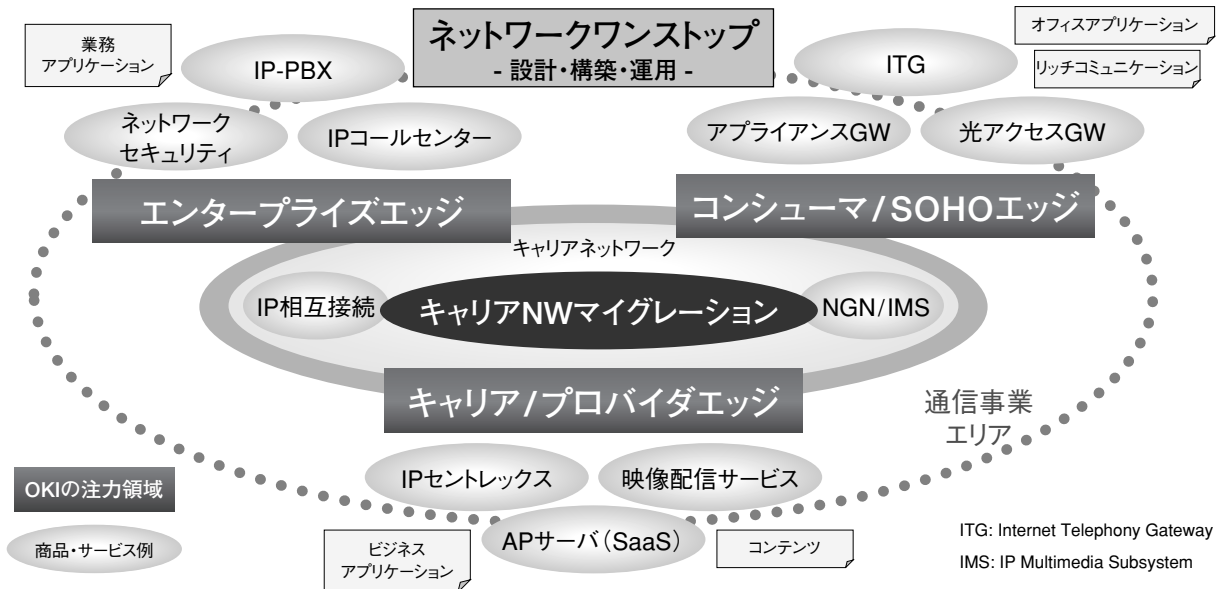 業務
アプリケーション
IP-PBX
ネットワークワンストップ
- 設計・構築・運用 -
ITG
オフィスアプリケーション
リッチコミュニケーション
ネットワーク
セキュリティ
IPコールセンター
アプライアンスGW
光アクセスGW
エンタープライズエッジ
コンシューマ/SOHOエッジ
キャリアネットワーク
IP相互接続
キャリアNWマイグレーション
NGN/IMS
キャリア/プロバイダエッジ
通信事業
エリア
IPセントレックス
映像配信サービス
OKIの注力領域
APサーバ(SaaS)
商品・サービス例
ビジネス
アプリケーション
コンテンツ
ITG: Internet Telephony Gateway
IMS: IP Multimedia Subsystem